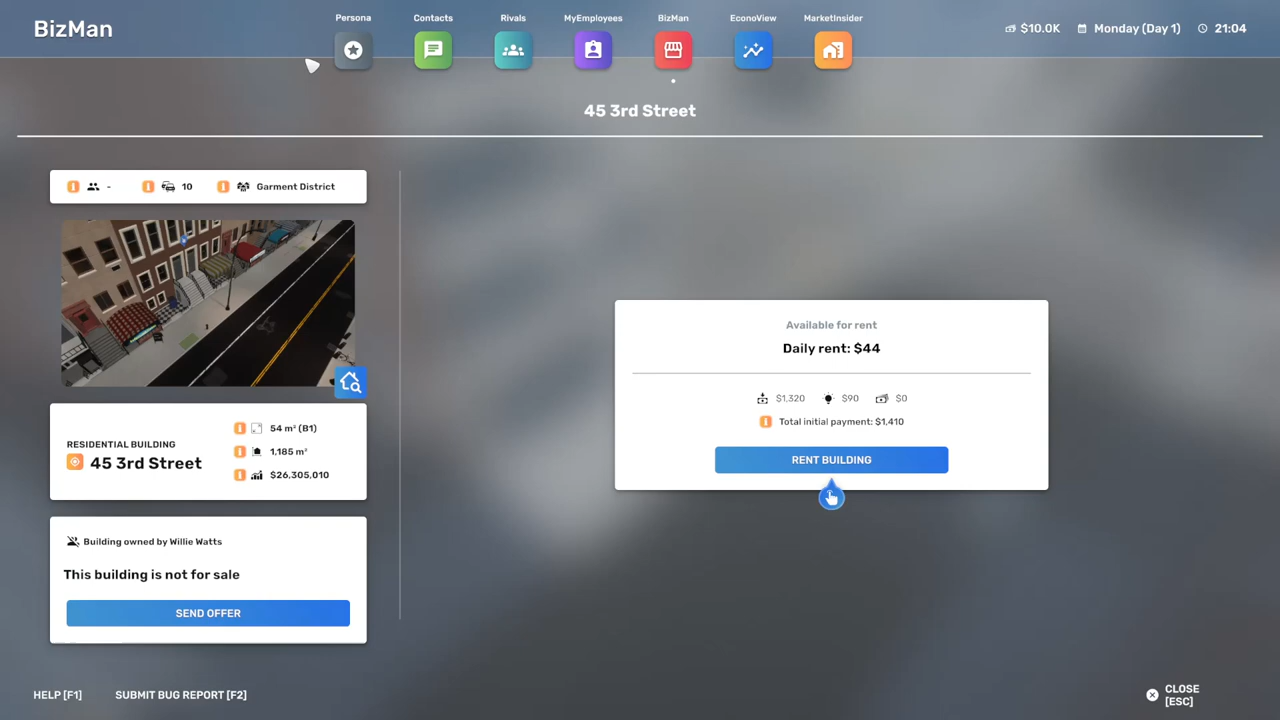 BizMan
Persona
Contacts
Rivals
MyEmployees
BizMan
EconoView
MarketInsider
$10.0K
Monday (Day 1)
21:04
45 3rd Street
-
10
Garment District
RESIDENTIAL BUILDING
45 3rd Street
54 m² (B1)
1,185 m²
$26,305,010
Building owned by Willie Watts
This building is not for sale
SEND OFFER
Available for rent
Daily rent: $44
$1,320
$90
$0
Total initial payment: $1,410
RENT BUILDING
HELP [F1]
SUBMIT BUG REPORT [F2]
CLOSE
[ESC]